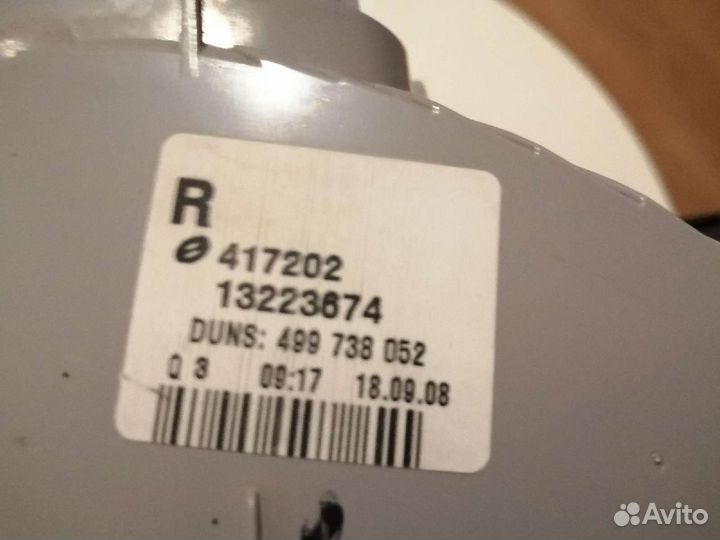 R
417202
13223674
DUNS: 499 738 052
Q 3 09:17 18.09.08
Avito